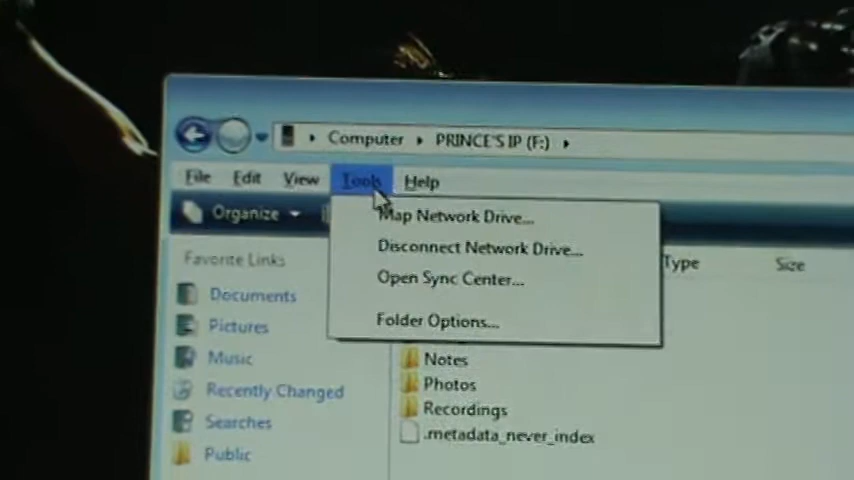 Computer PRINCE'S IP (F:)
File Edit View Tools Help
Organize
Map Network Drive...
Disconnect Network Drive...
Open Sync Center...
Folder Options...
Type Size
Favorite Links
Documents
Pictures
Music
Recently Changed
Searches
Public
Notes
Photos
Recordings
.metadata_never_index